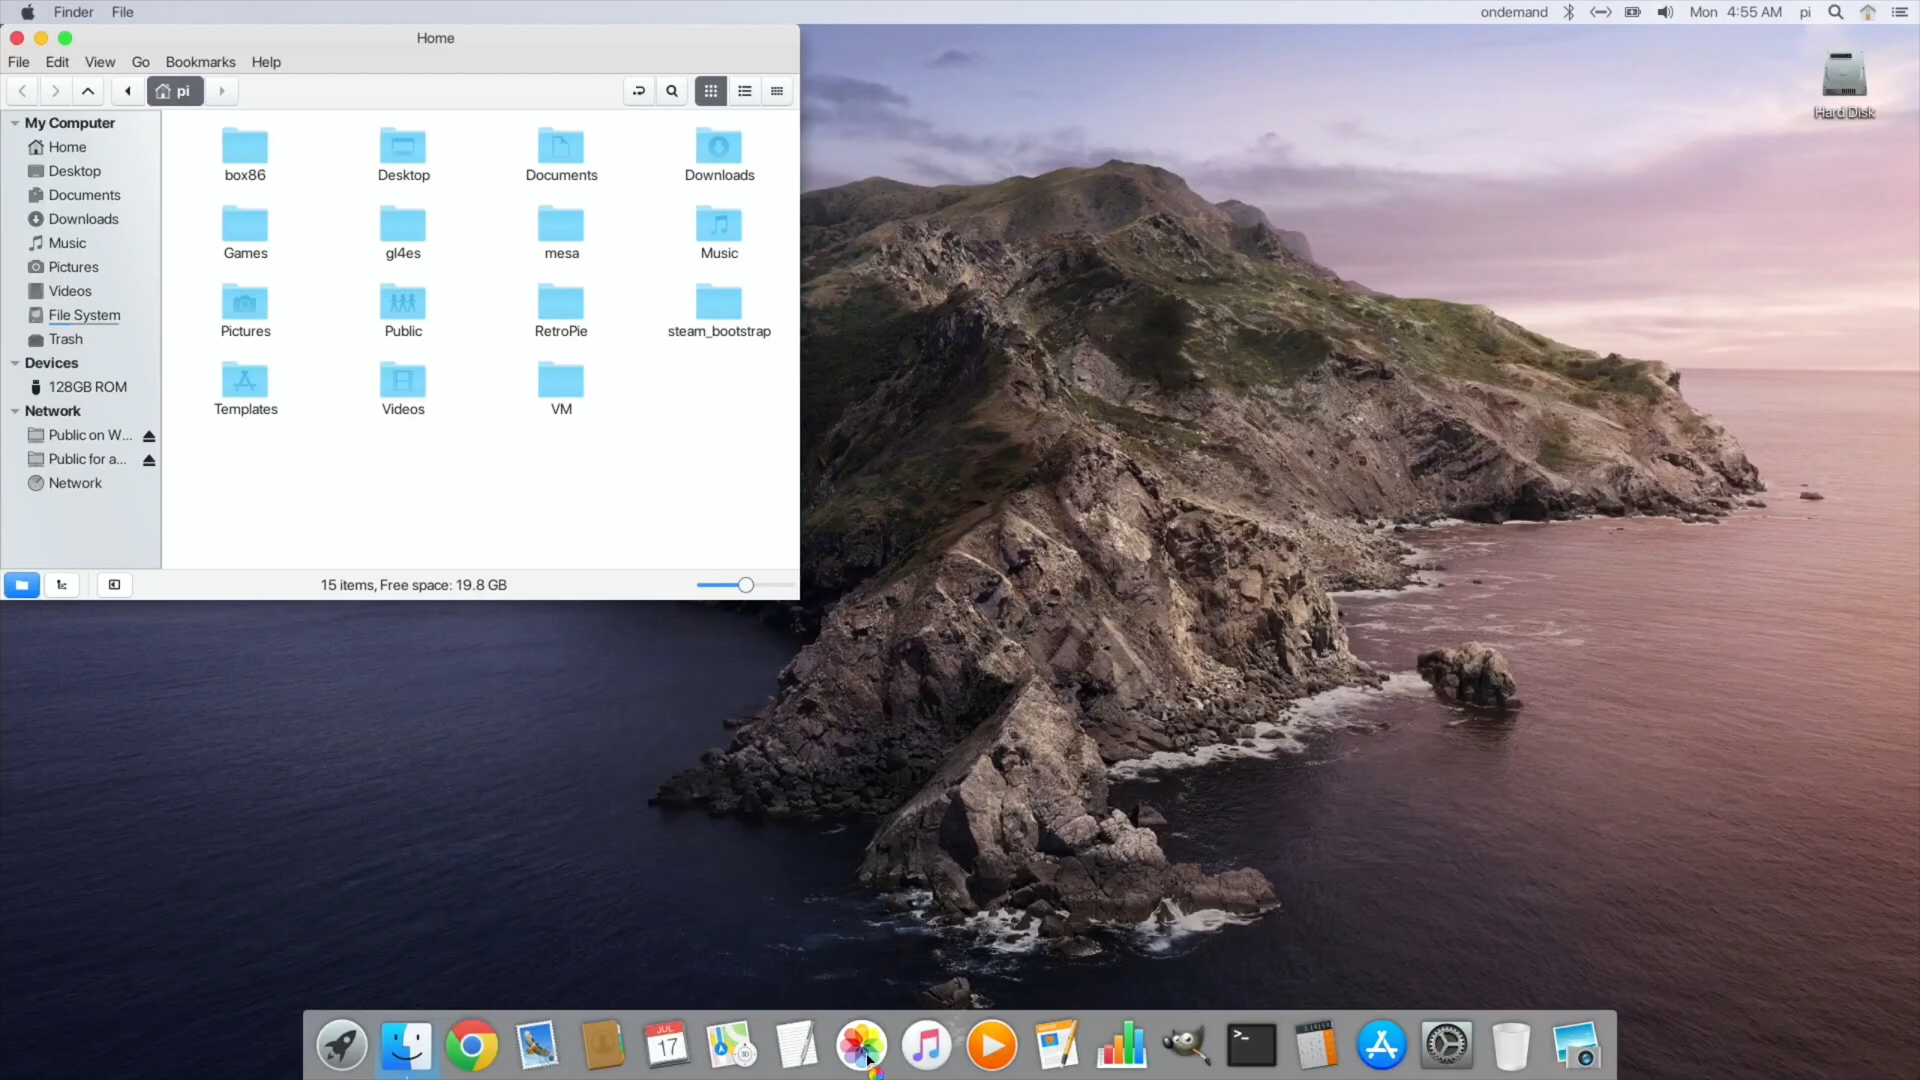 Finder File
ondemand Mon 4:55 AM pi
Home
File Edit View Go Bookmarks Help
pi
My Computer
Home
Desktop
Documents
Downloads
Music
Pictures
Videos
File System
Trash
Devices
128GB ROM
Network
Public on W...
Public for a...
Network
box86 Desktop Documents Downloads
Games gl4es mesa Music
Pictures Public RetroPie steam_bootstrap
Templates Videos VM
15 items, Free space: 19.8 GB
Hard Disk
JUL
17